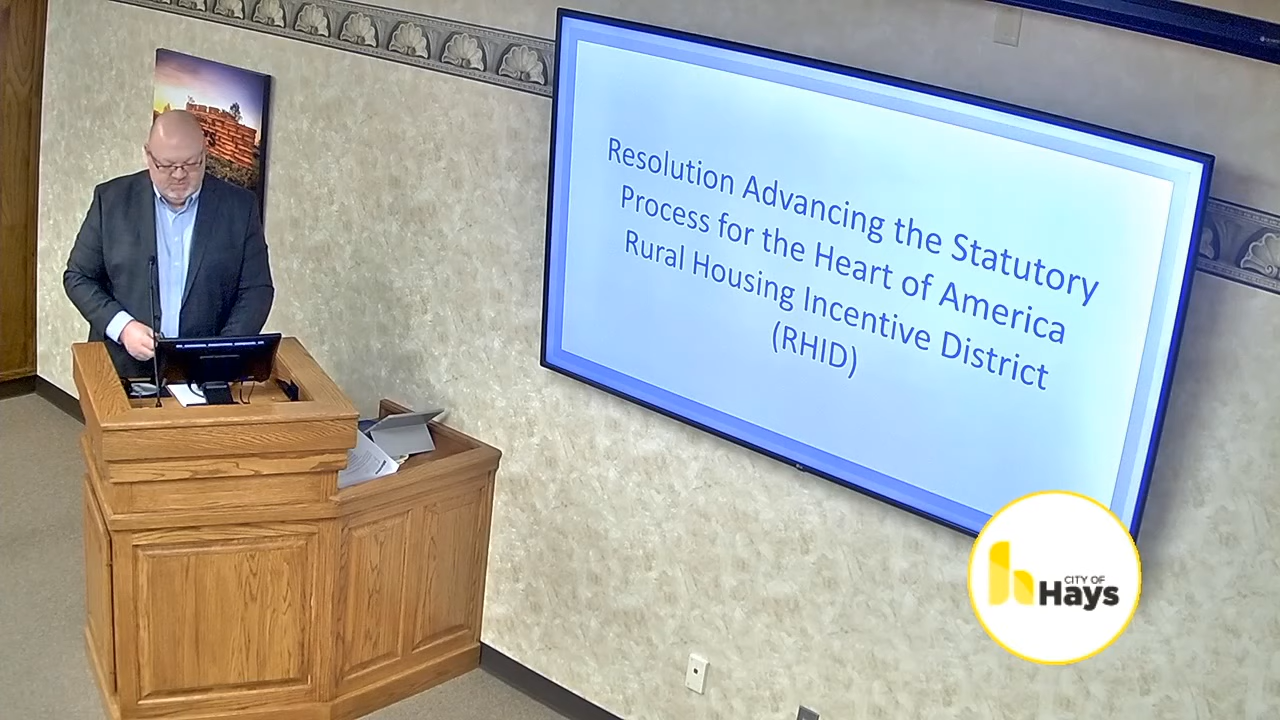 Resolution Advancing the Statutory
Process for the Heart of America
Rural Housing Incentive District
(RHID)
CITY OF
Hays